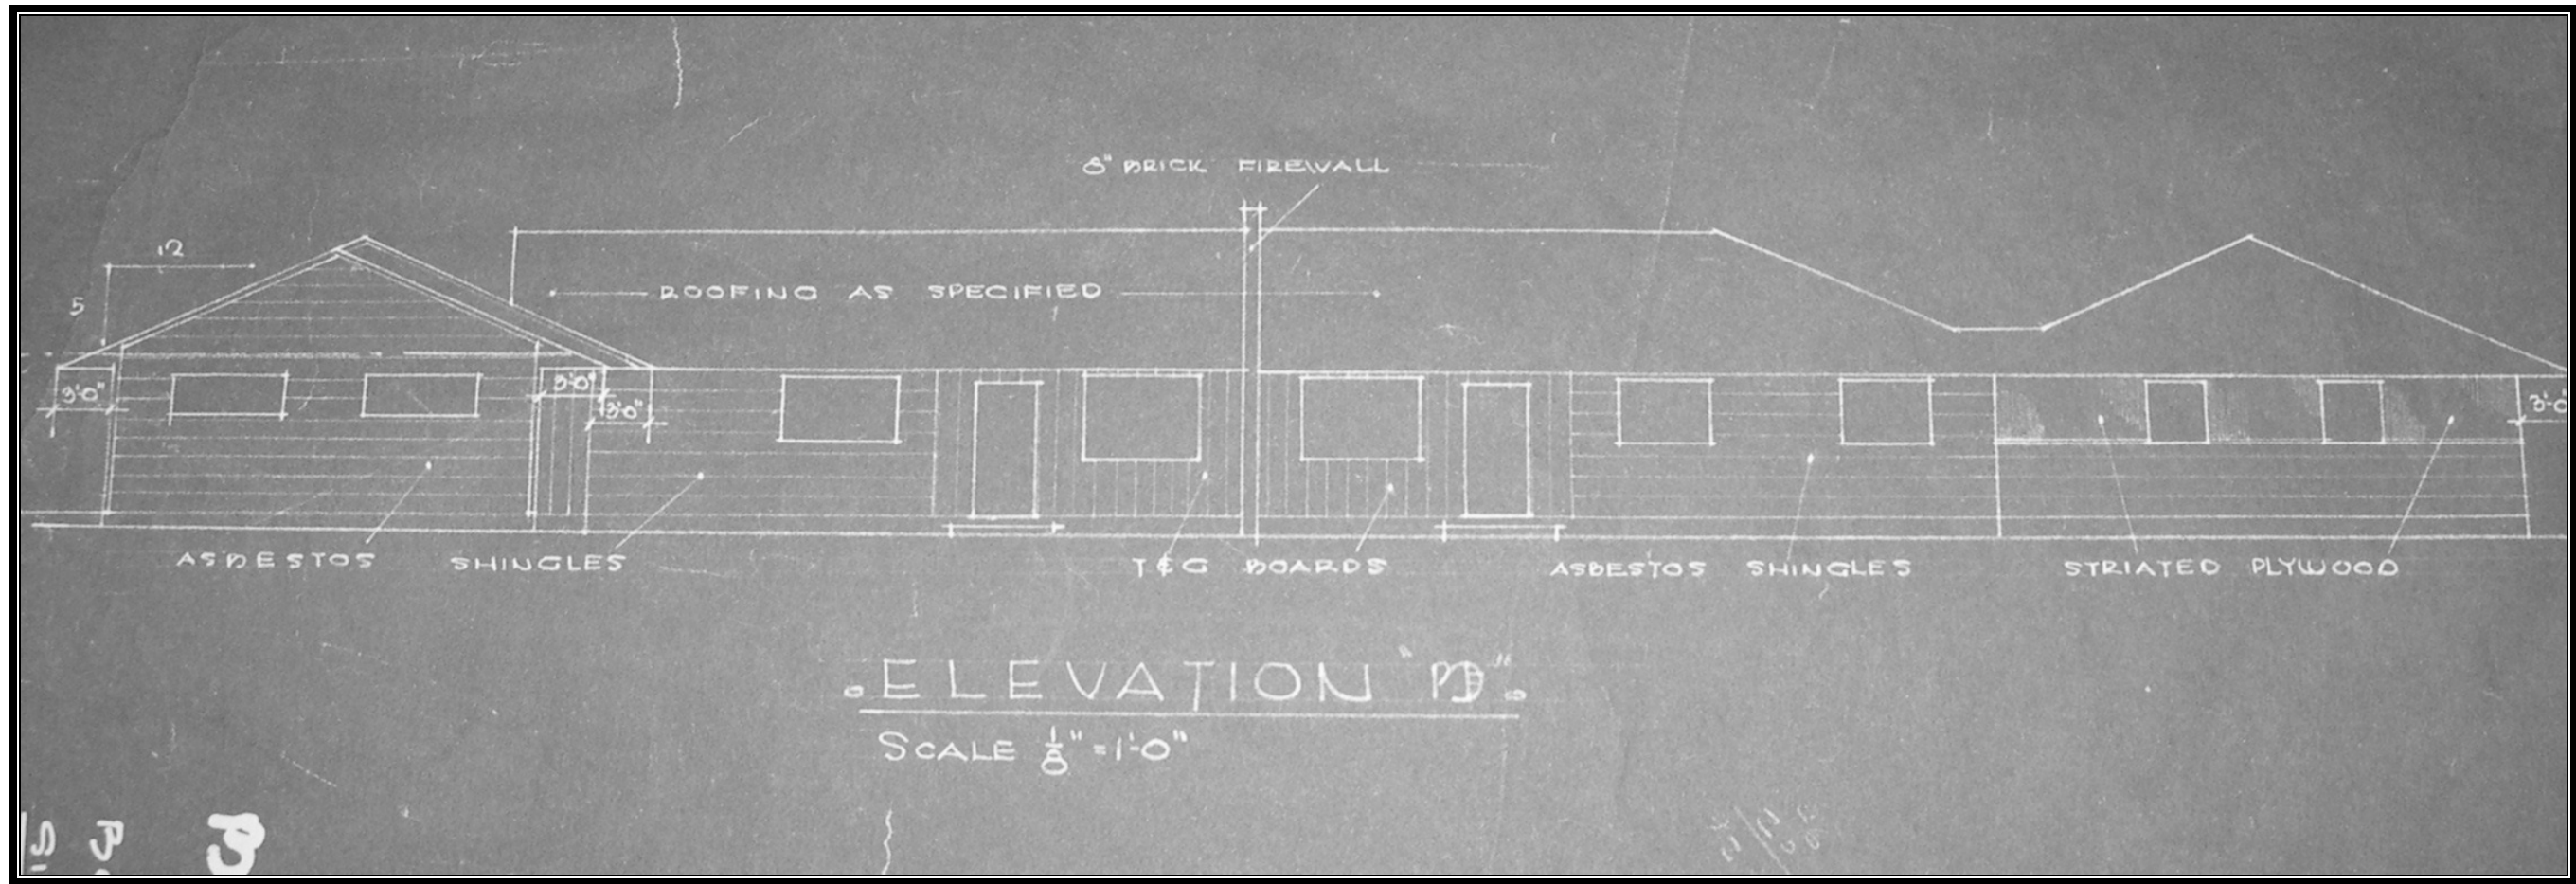 8" BRICK FIREWALL
12
5
ROOFING AS SPECIFIED
3'-0"
3'-0"
3'-0"
3'-0
ASBESTOS SHINGLES
T & G BOARDS
ASBESTOS SHINGLES
STRIATED PLYWOOD
ELEVATION
SCALE 1/8" = 1'-0"